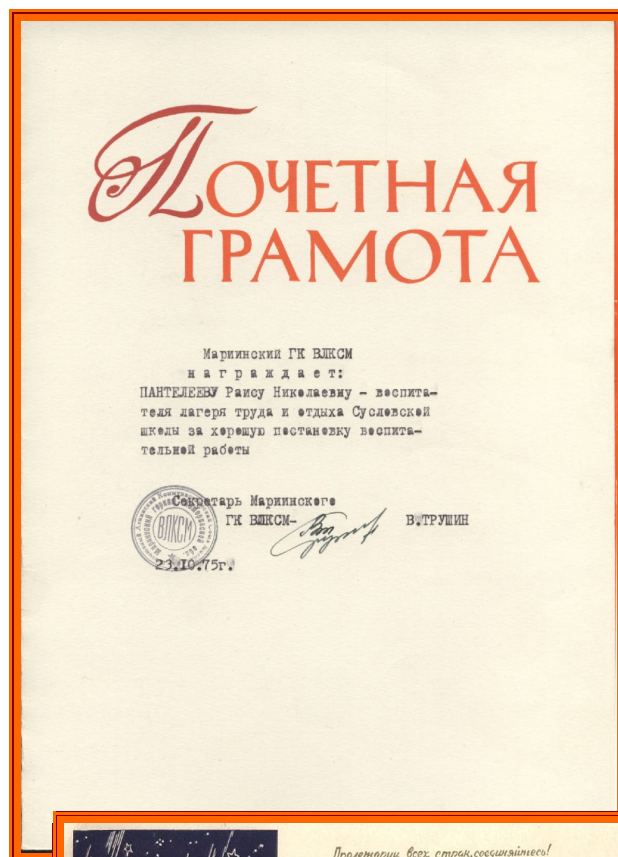 ПОЧЕТНАЯ
ГРАМОТА
Мариинский ГК ВЛКСМ
н а г р а ж д а е т:
ПАНТЕЛЕЕВУ Раису Николаевну - воспита-
теля лагеря труда и отдыха Сусловской
школы за хорошую постановку воспита-
тельной работы
Секретарь Мариинского
ГК ВЛКСМ- В.ТРУШИН
ВЛКСМ
23.10.75г.
Пролетарии всех стран, соединяйтесь!